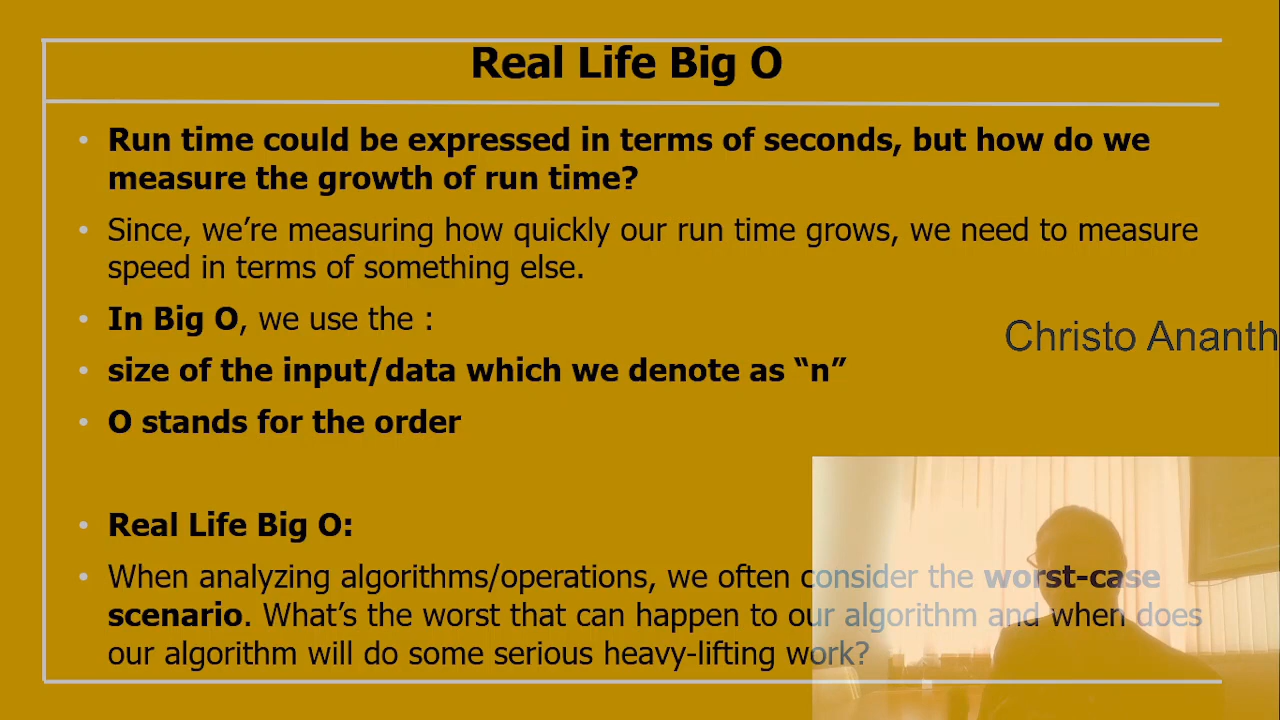 Real Life Big O
• Run time could be expressed in terms of seconds, but how do we
measure the growth of run time?
• Since, we’re measuring how quickly our run time grows, we need to measure
speed in terms of something else.
• In Big O, we use the :
Christo Ananth
• size of the input/data which we denote as “n”
• O stands for the order
• Real Life Big O:
• When analyzing algorithms/operations, we often consider the worst-case
scenario. What’s the worst that can happen to our algorithm and when does
our algorithm will do some serious heavy-lifting work?